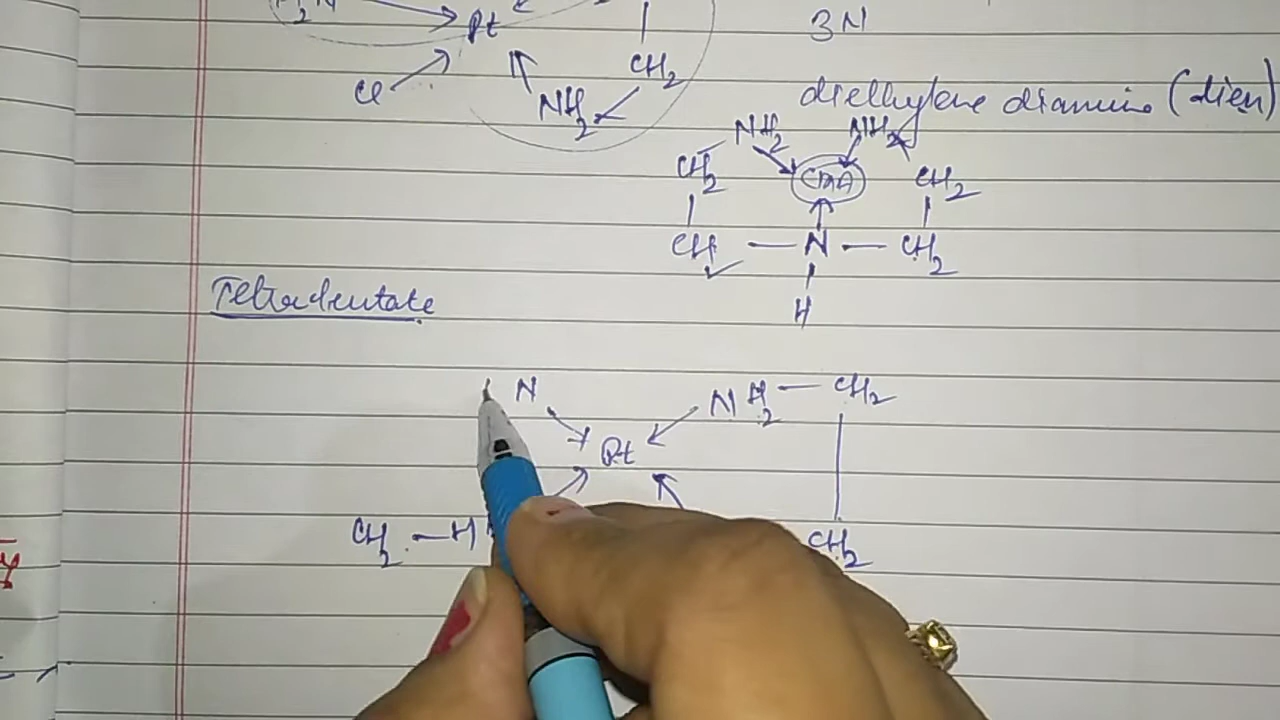 Pt
3N
CH2
Cl
NH2
diethylene diamine (dien)
NH2 NH2
CH2 CH2
CH — N — CH2
H
Tetradentate
N NH2 — CH2
Pt
CH2 — H CH2